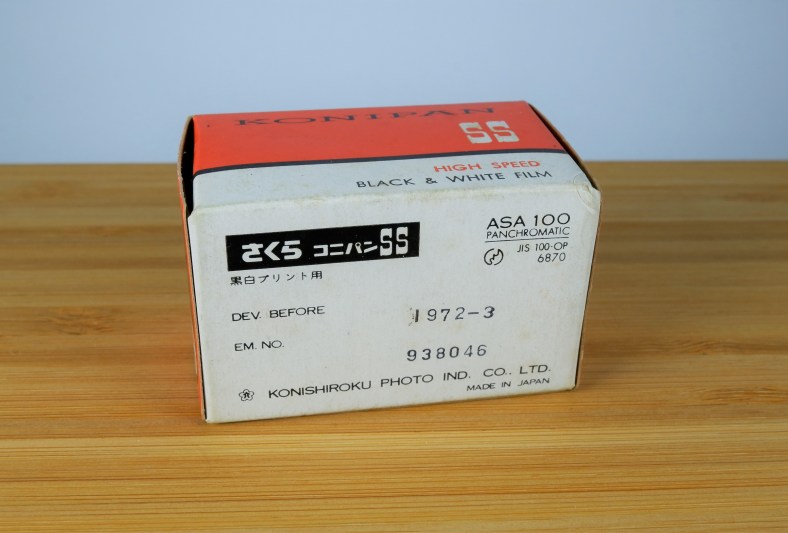 KONIPAN
SS
HIGH SPEED
BLACK & WHITE FILM
さくら コニパンSS
黒白プリント用
ASA 100
PANCHROMATIC
JIS 100-OP
6870
DEV. BEFORE 1972-3
EM. NO. 938046
KONISHIROKU PHOTO IND. CO., LTD.
MADE IN JAPAN